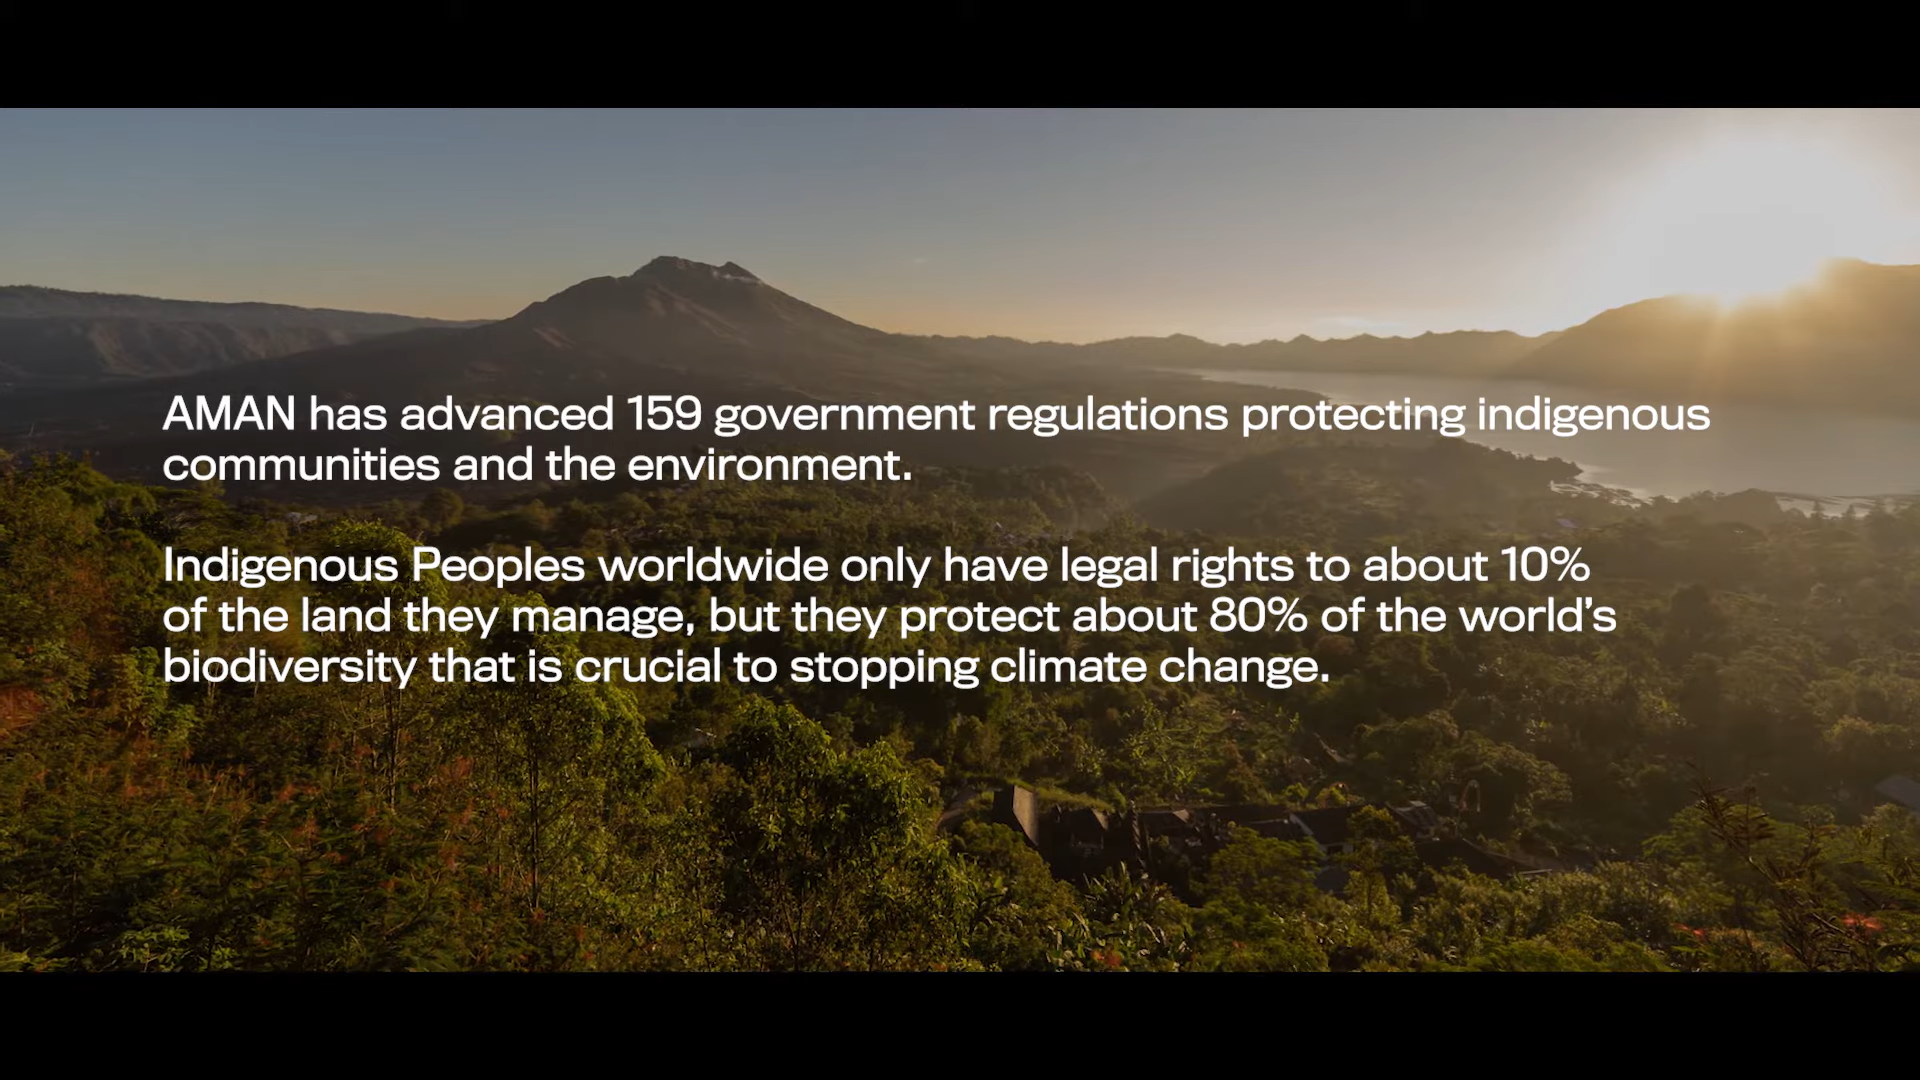 AMAN has advanced 159 government regulations protecting indigenous
communities and the environment.
Indigenous Peoples worldwide only have legal rights to about 10%
of the land they manage, but they protect about 80% of the world’s
biodiversity that is crucial to stopping climate change.